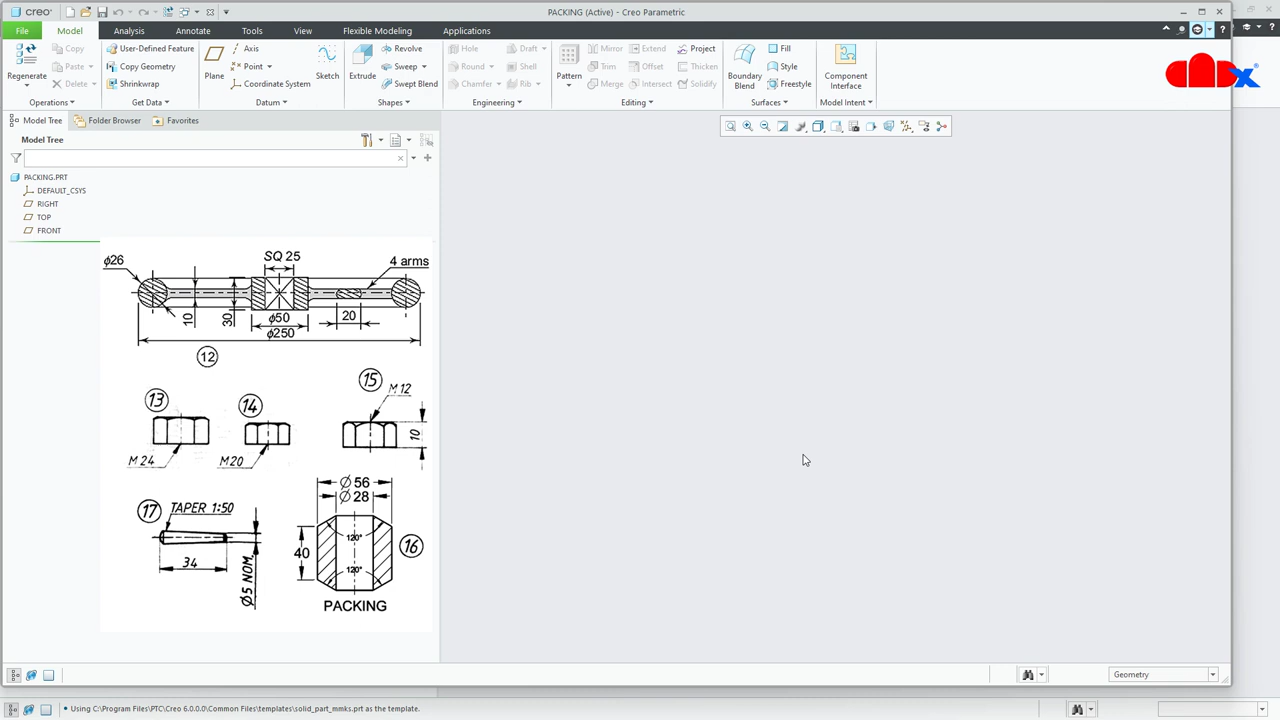 creo PACKING (Active) - Creo Parametric
File Model Analysis Annotate Tools View Flexible Modeling Applications
Regenerate
Copy
Paste
Delete
Operations
User-Defined Feature
Copy Geometry
Shrinkwrap
Get Data
Plane
Axis
Point
Coordinate System
Sketch
Datum
Extrude
Revolve
Sweep
Swept Blend
Shapes
Hole
Round
Chamfer
Draft
Shell
Rib
Engineering
Pattern
Mirror
Trim
Merge
Extend
Offset
Intersect
Project
Thicken
Solidify
Editing
Boundary
Blend
Fill
Style
Freestyle
Surfaces
Component
Interface
Model Intent
Model Tree Folder Browser Favorites
Model Tree
PACKING.PRT
DEFAULT_CSYS
RIGHT
TOP
FRONT
SQ 25
ϕ26
4 arms
10
30
ϕ50
20
ϕ250
12
13
M 24
14
M20
15
M 12
10
17
TAPER 1:50
34
Ø5 NOM.
Ø 56
Ø 28
40
120°
120°
16
PACKING
Geometry
Using C:\Program Files\PTC\Creo 6.0.0.0\Common Files\templates\solid_part_mmks.prt as the template.